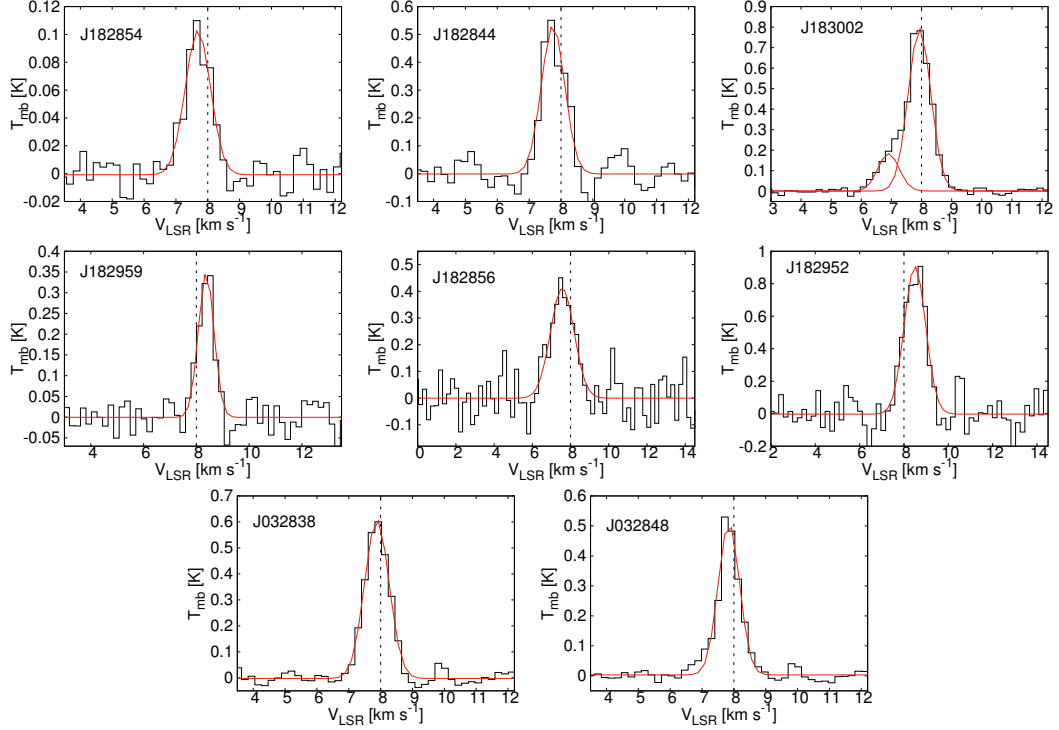 0.12
0.1
0.08
0.06
0.04
0.02
0
-0.02
T_mb [K]
J182854
4 5 6 7 8 9 10 11 12
V_LSR [km s⁻¹]
0.6
0.5
0.4
0.3
0.2
0.1
0
-0.1
T_mb [K]
J182844
4 5 6 7 8 9 10 11 12
V_LSR [km s⁻¹]
0.9
0.8
0.7
0.6
0.5
0.4
0.3
0.2
0.1
0
T_mb [K]
J183002
3 4 5 6 7 8 9 10 11 12
V_LSR [km s⁻¹]
0.4
0.35
0.3
0.25
0.2
0.15
0.1
0.05
0
-0.05
T_mb [K]
J182959
4 6 8 10 12
V_LSR [km s⁻¹]
0.5
0.4
0.3
0.2
0.1
0
-0.1
T_mb [K]
J182856
0 2 4 6 8 10 12 14
V_LSR [km s⁻¹]
1
0.8
0.6
0.4
0.2
0
-0.2
T_mb [K]
J182952
2 4 6 8 10 12 14
V_LSR [km s⁻¹]
0.7
0.6
0.5
0.4
0.3
0.2
0.1
0
T_mb [K]
J032838
4 5 6 7 8 9 10 11 12
V_LSR [km s⁻¹]
0.6
0.5
0.4
0.3
0.2
0.1
0
T_mb [K]
J032848
4 5 6 7 8 9 10 11 12
V_LSR [km s⁻¹]